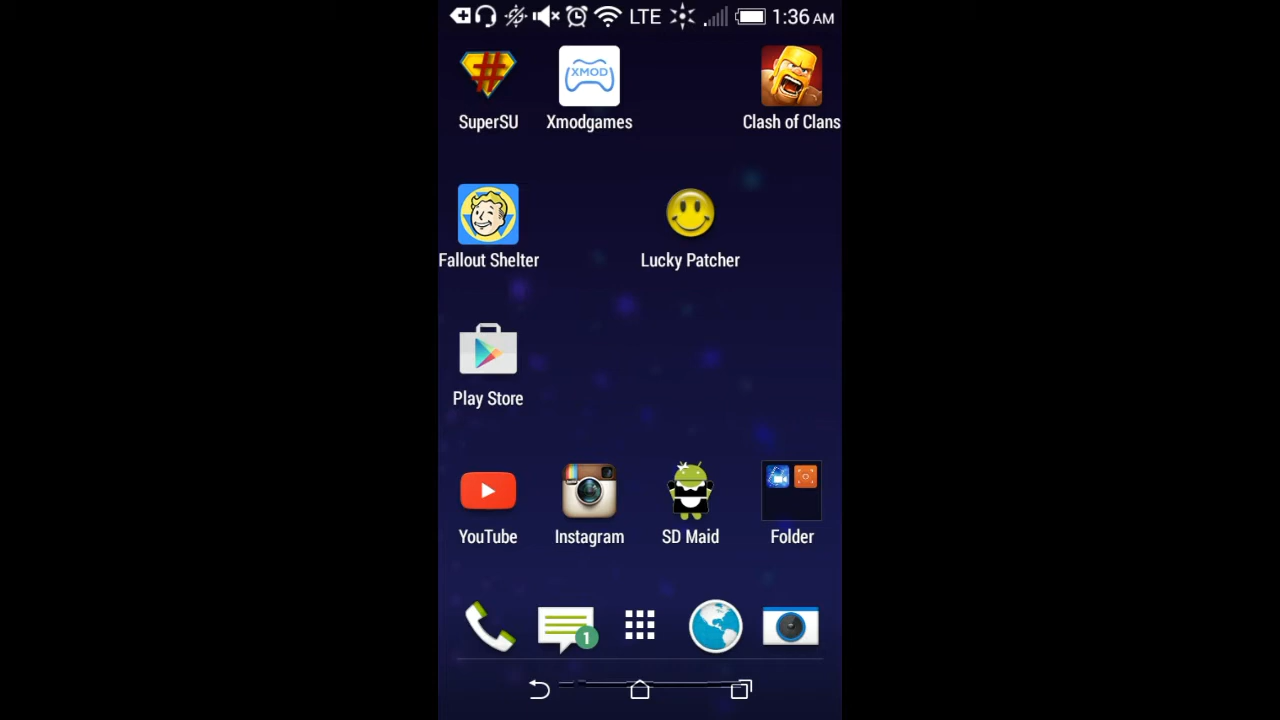 LTE 1:36 AM
XMOD
SuperSU Xmodgames Clash of Clans
Fallout Shelter Lucky Patcher
Play Store
YouTube Instagram SD Maid Folder
1